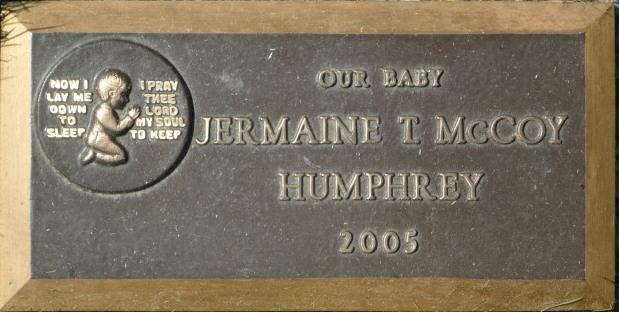 NOW I
LAY ME
DOWN
TO
SLEEP
I PRAY
THEE
LORD
MY SOUL
TO KEEP
OUR BABY
JERMAINE T McCOY
HUMPHREY
2005